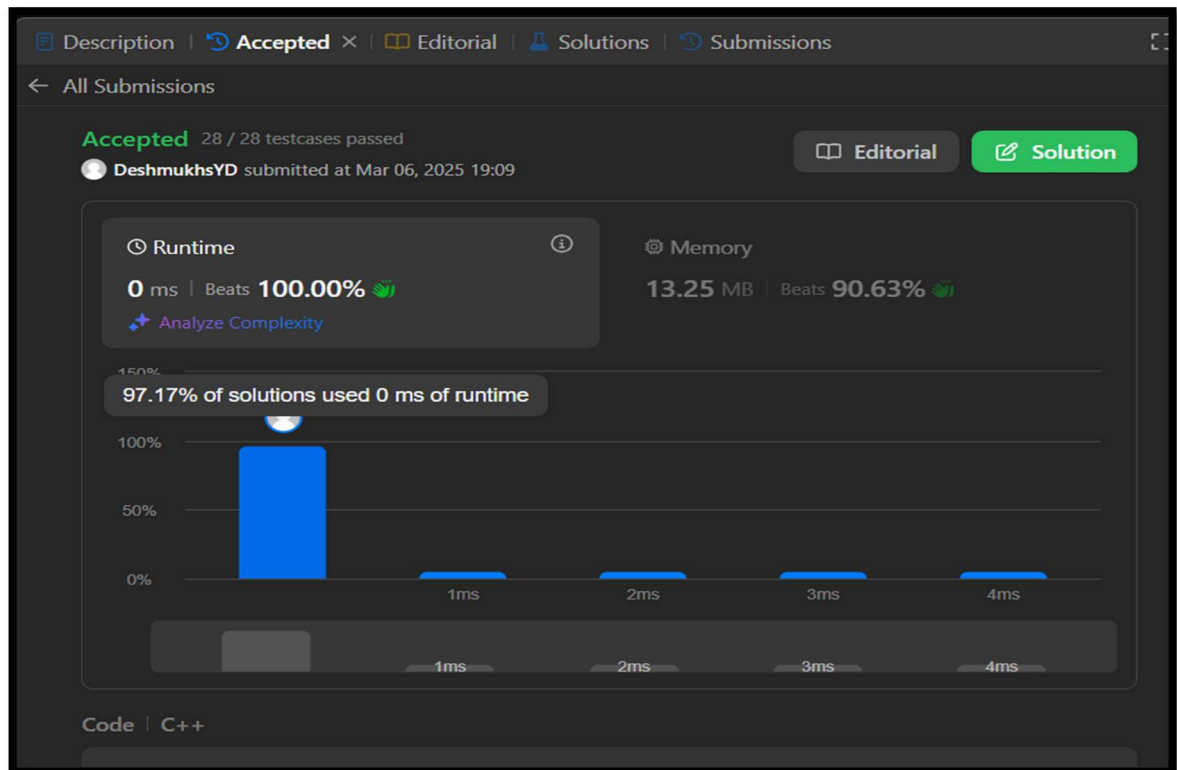 Description Accepted Editorial Solutions Submissions
All Submissions
Accepted 28 / 28 testcases passed
DeshmukhsYD submitted at Mar 06, 2025 19:09
Editorial
Solution
Runtime
0 ms | Beats 100.00%
Analyze Complexity
Memory
13.25 MB | Beats 90.63%
150%
97.17% of solutions used 0 ms of runtime
100%
50%
0%
1ms 2ms 3ms 4ms
1ms 2ms 3ms 4ms
Code | C++